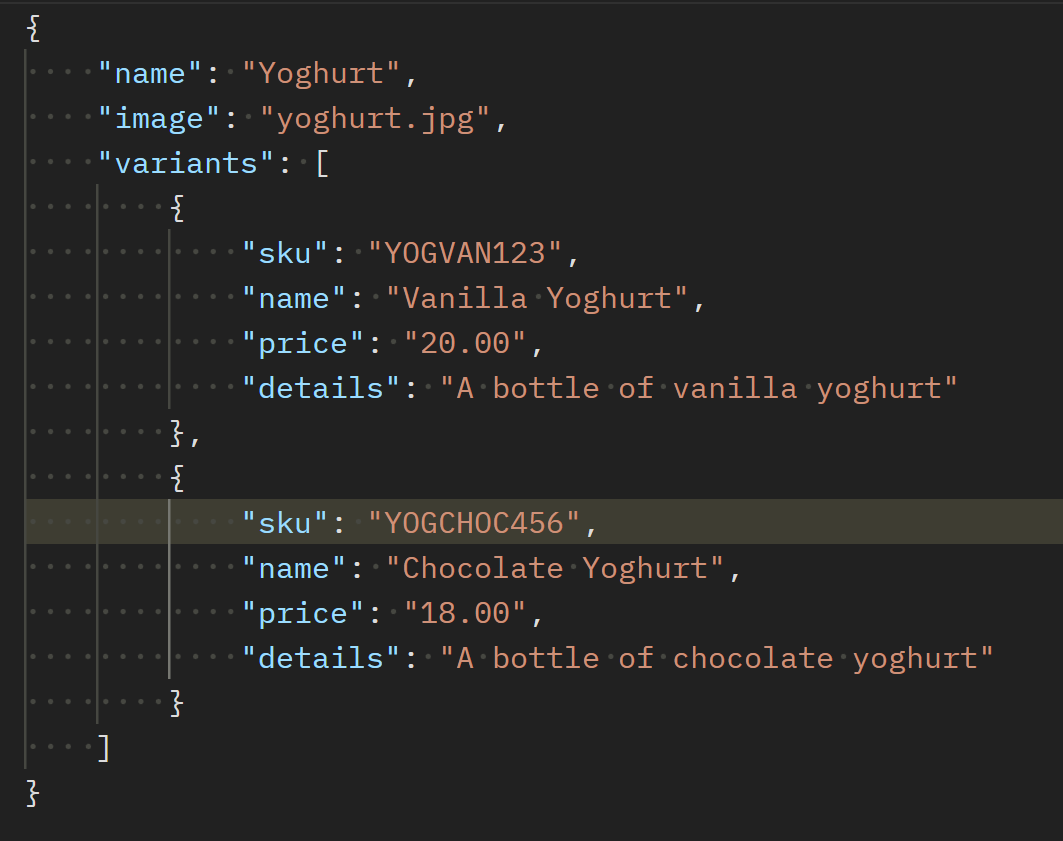 {
    "name": "Yoghurt",
    "image": "yoghurt.jpg",
    "variants": [
        {
            "sku": "YOGVAN123",
            "name": "Vanilla Yoghurt",
            "price": "20.00",
            "details": "A bottle of vanilla yoghurt"
        },
        {
            "sku": "YOGCHOC456",
            "name": "Chocolate Yoghurt",
            "price": "18.00",
            "details": "A bottle of chocolate yoghurt"
        }
    ]
}